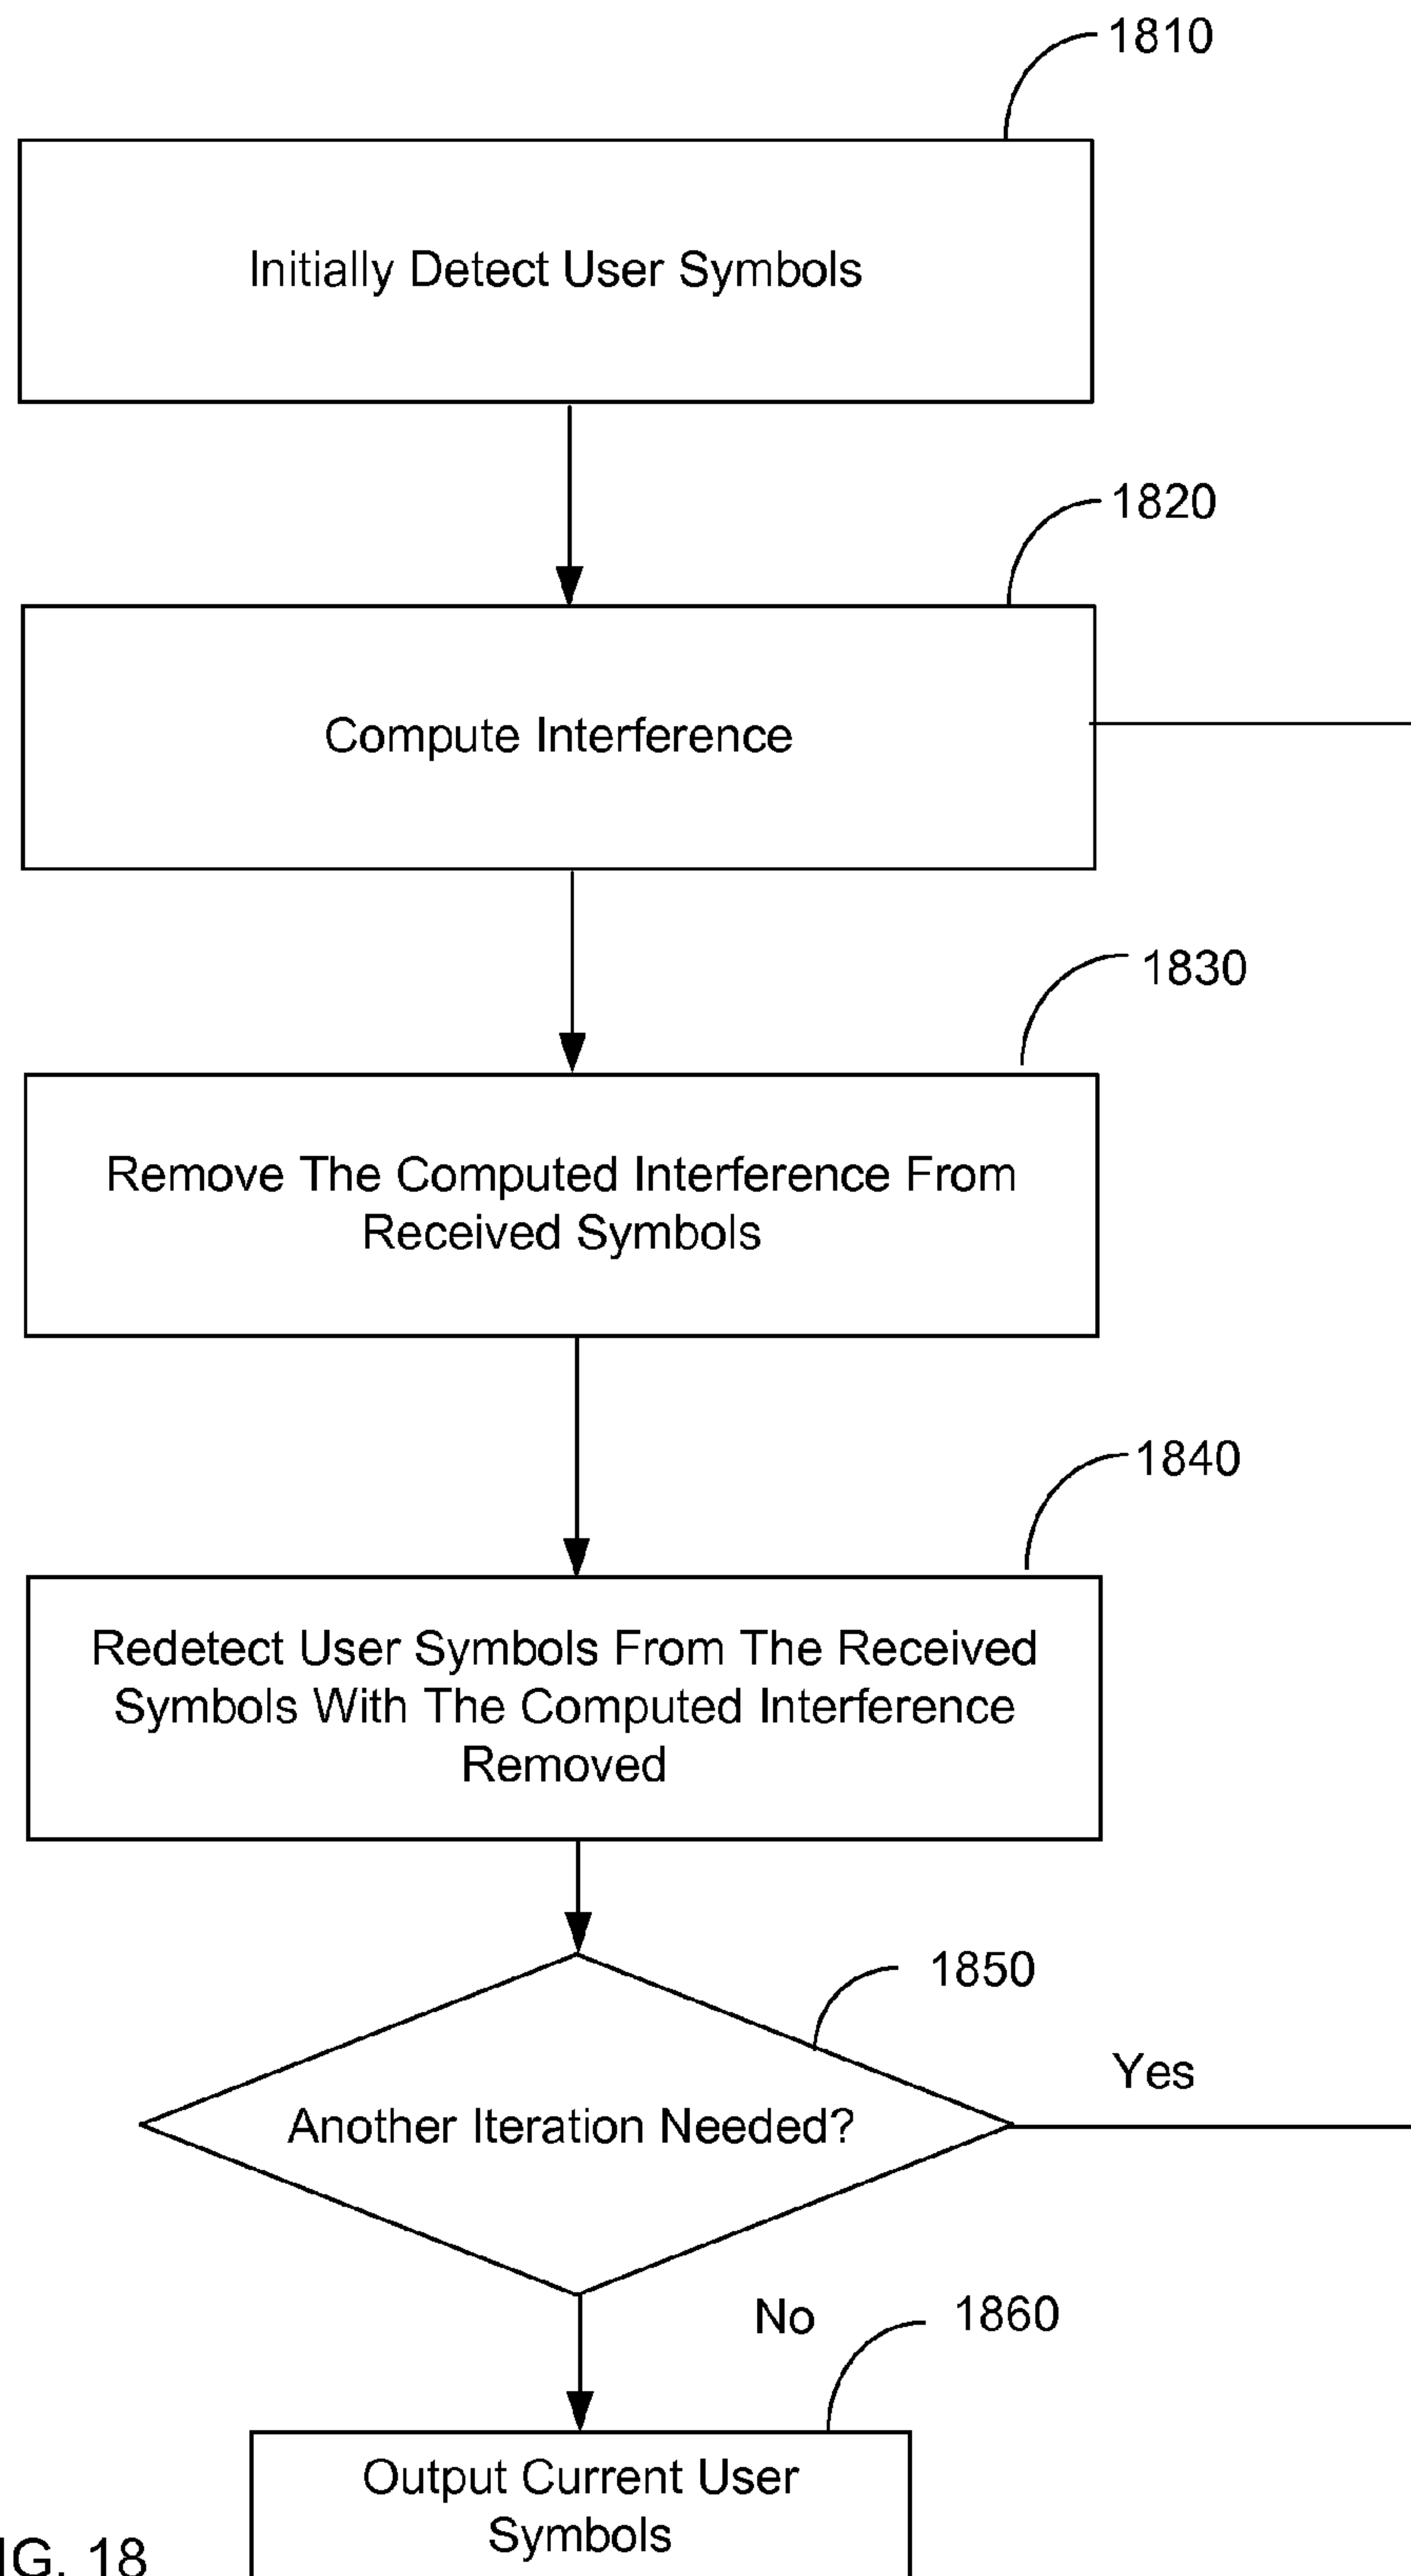 1810
Initially Detect User Symbols
1820
Compute Interference
1830
Remove The Computed Interference From
Received Symbols
1840
Redetect User Symbols From The Received
Symbols With The Computed Interference
Removed
1850
Yes
Another Iteration Needed?
No
1860
Output Current User
Symbols
IG. 18